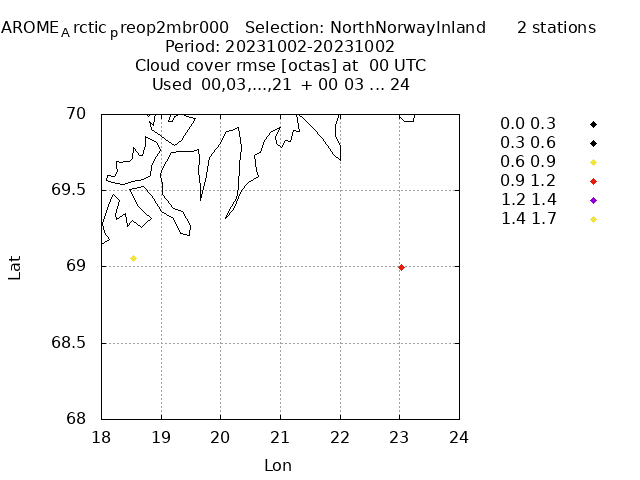 AROME_Arctic_preop2mbr000   Selection: NorthNorwayInland      2 stations
Period: 20231002-20231002
Cloud cover rmse [octas] at  00 UTC
Used  00,03,...,21  + 00 03 ... 24
0.0 0.3
0.3 0.6
0.6 0.9
0.9 1.2
1.2 1.4
1.4 1.7
70
69.5
69
68.5
68
Lat
18 19 20 21 22 23 24
Lon